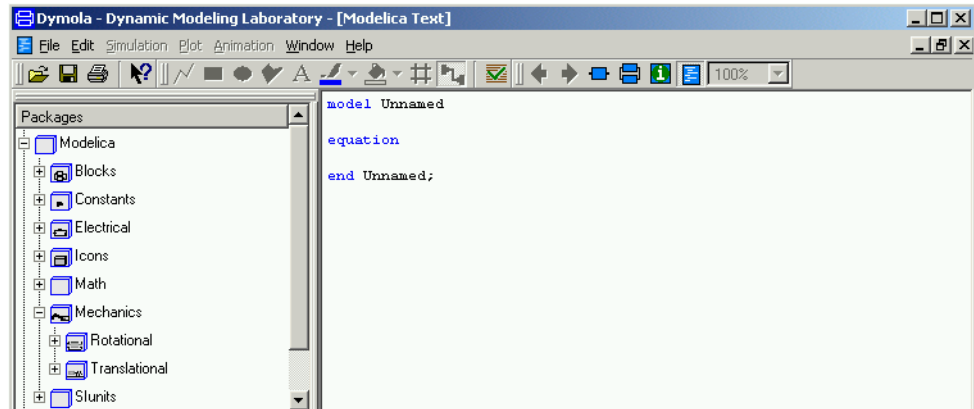 Dymola - Dynamic Modeling Laboratory - [Modelica Text]
File Edit Simulation Plot Animation Window Help
A 100%
Packages
Modelica
Blocks
Constants
Electrical
Icons
Math
Mechanics
Rotational
Translational
SIunits
model Unnamed
equation
end Unnamed;